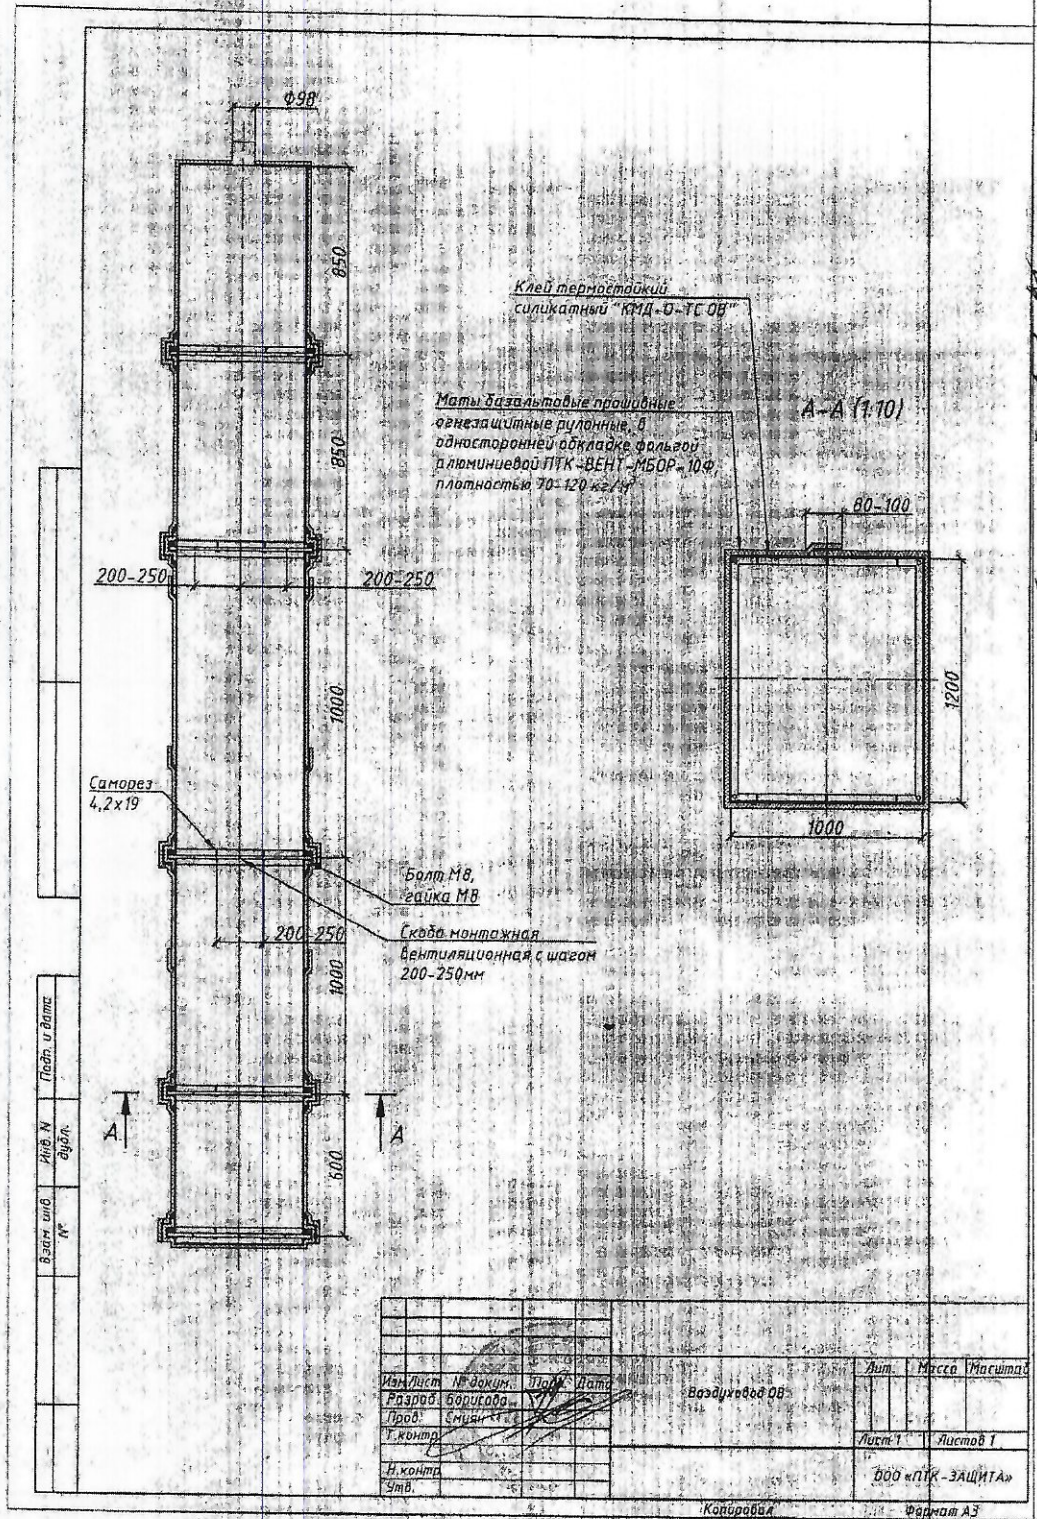 Ф98
850
Клей термостойкий
силикатный "КМД-О-ТС ОВ"
Маты базальтовые прошивные
огнезащитные рулонные, в
односторонней обкладке фольгой
алюминиевой ПТК-ВЕНТ-МБОР-10Ф
плотностью 70-120 кг/м³
А-А (1:10)
850
80-100
200-250
200-250
1000
1200
Саморез
4,2х19
1000
Болт М8,
гайка М8
200-250
Скоба монтажная
вентиляционная с шагом
200-250мм
1000
А
А
600
Подп. и дата
Инв. N
дубл.
Взам. инв
№
Изм Лист № докум. Подп. Дата
Разраб. Борисова
Пров.
Т.контр
Н.контр
Утв.
Воздуховод ОВ
Лит. Масса Масштаб
Лист 1 Листов 1
ООО «ПТК-ЗАЩИТА»
Копировал Формат А3